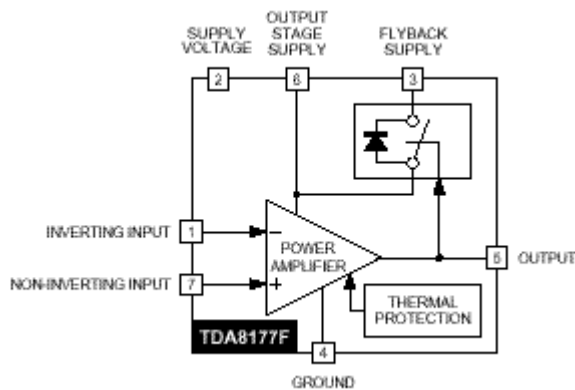 SUPPLY
VOLTAGE
OUTPUT
STAGE
SUPPLY
FLYBACK
SUPPLY
2
6
3
INVERTING INPUT
1
−
POWER
AMPLIFIER
5
OUTPUT
NON-INVERTING INPUT
7
+
THERMAL
PROTECTION
TDA8177F
4
GROUND